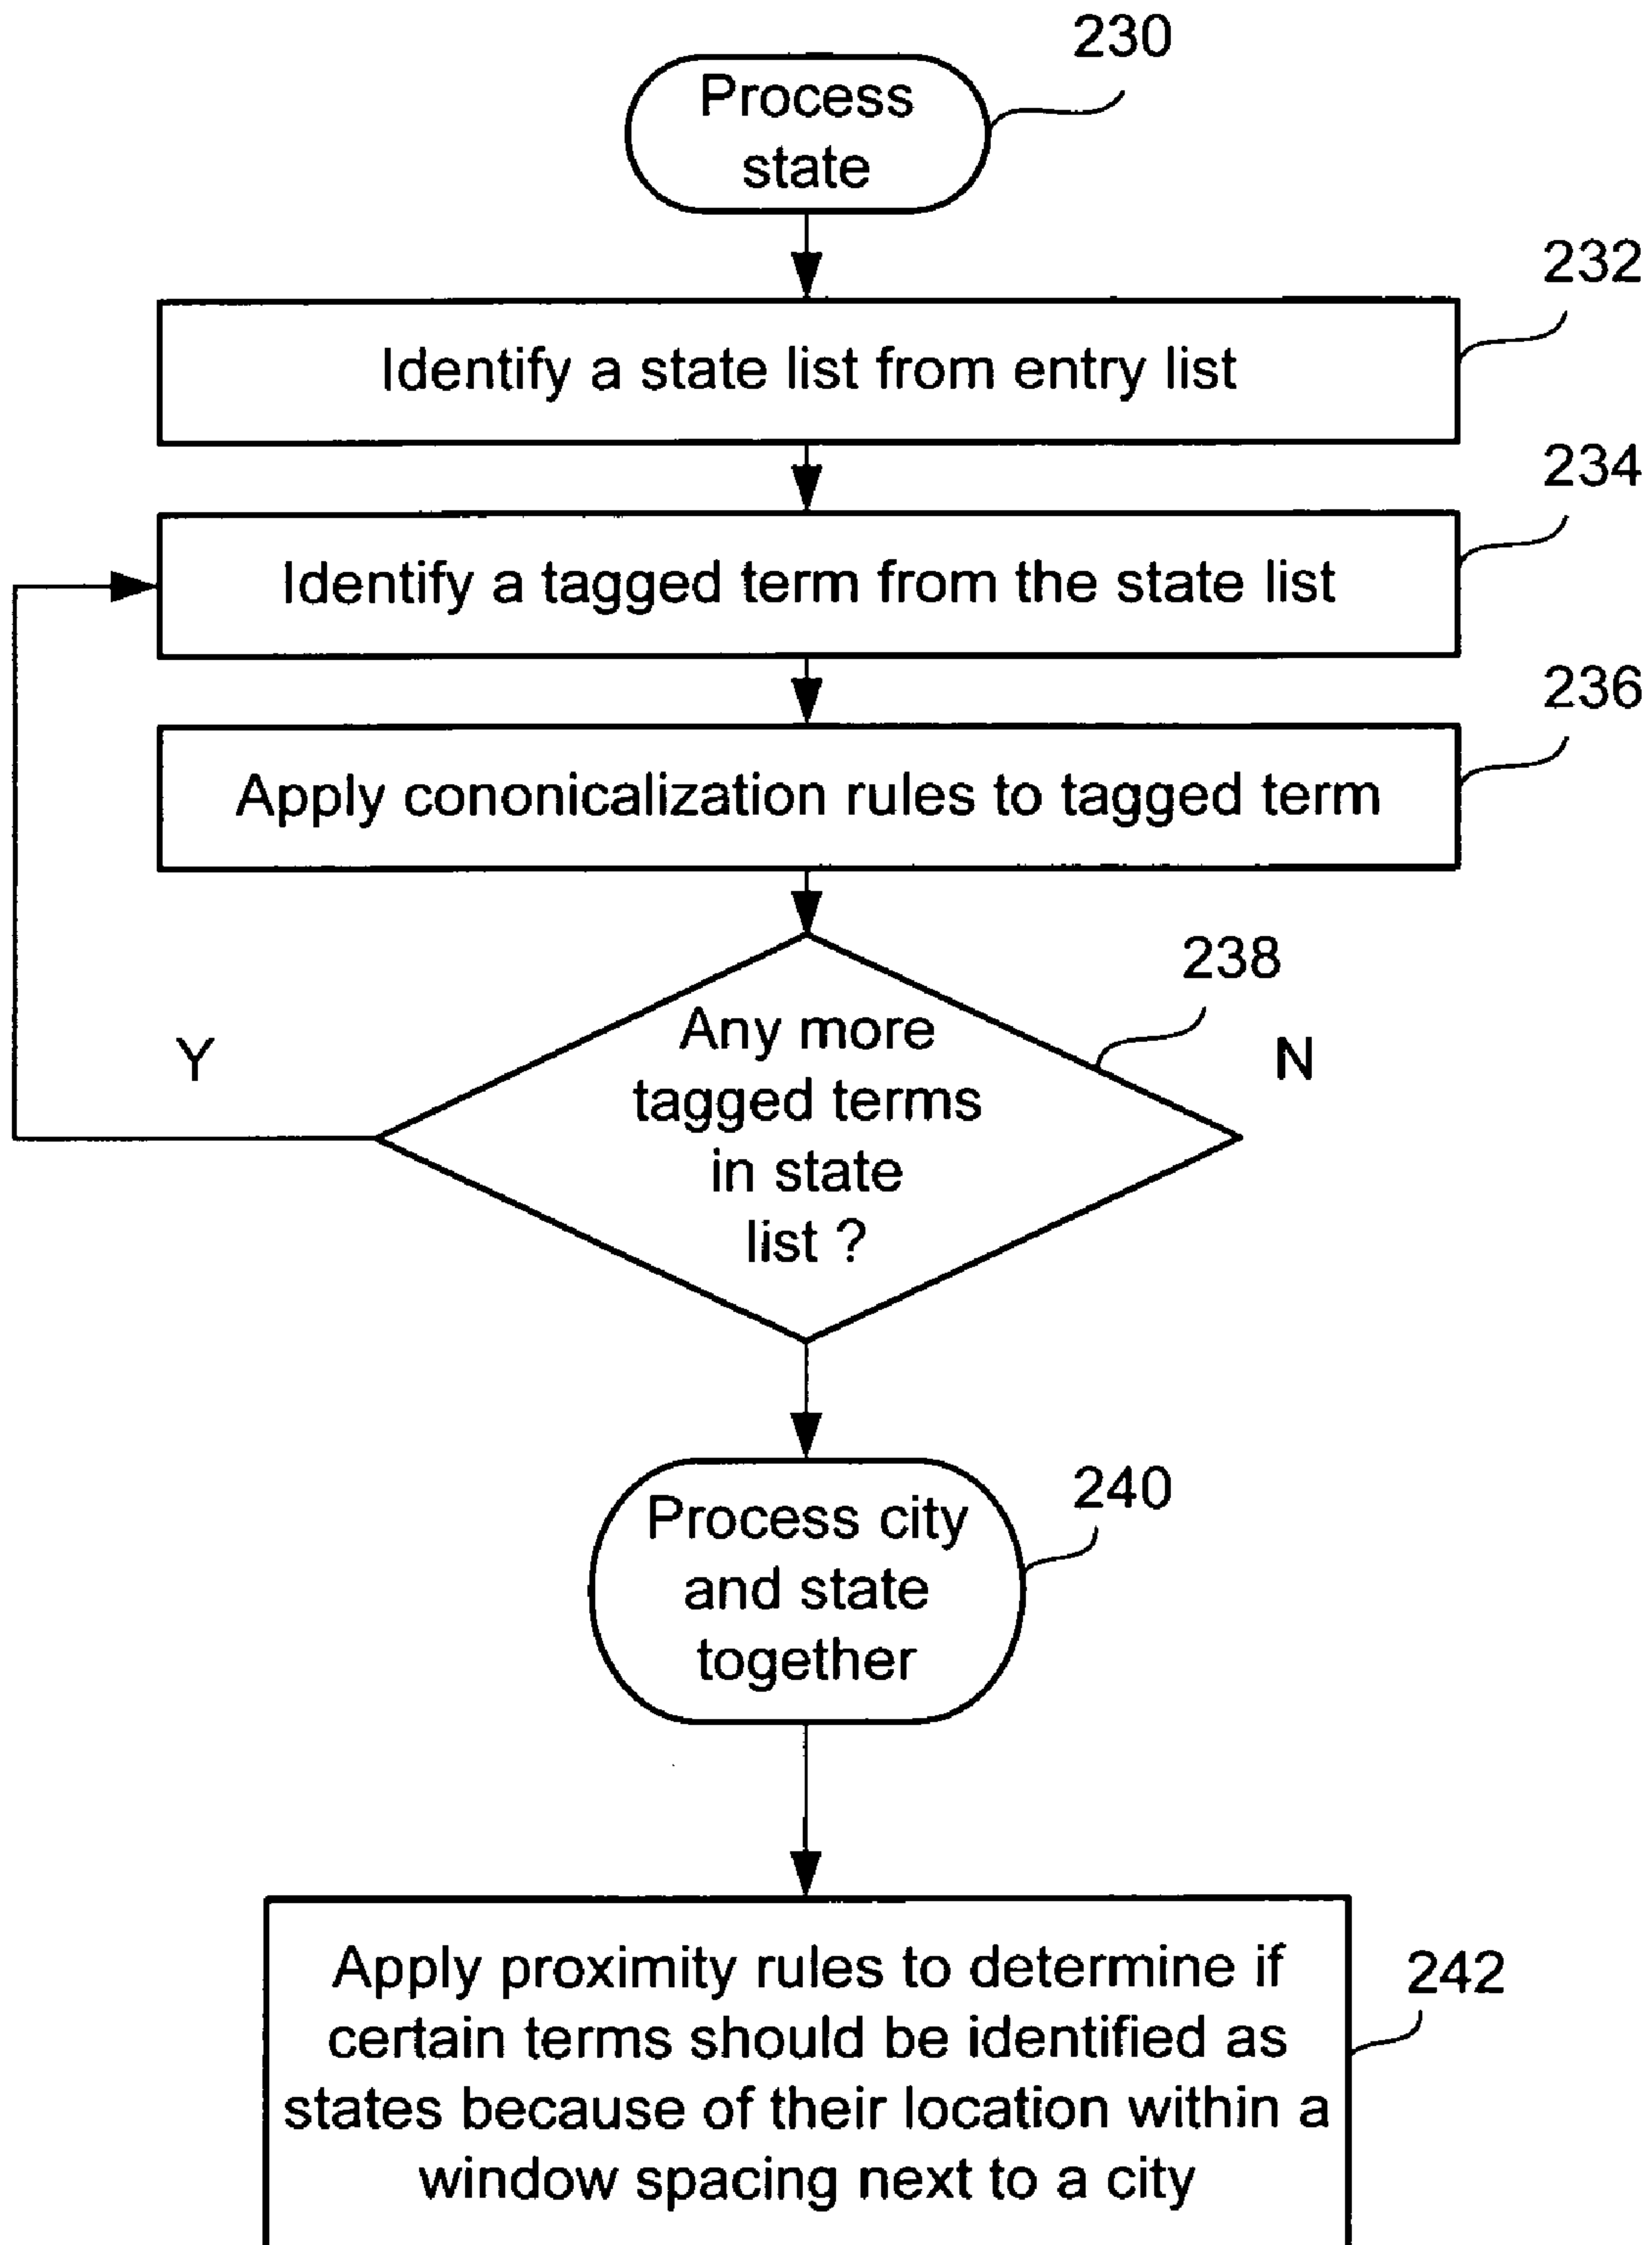 230
Process
state
232
Identify a state list from entry list
234
Identify a tagged term from the state list
236
Apply cononicalization rules to tagged term
238
Any more
tagged terms
in state
list ?
Y
N
240
Process city
and state
together
242
Apply proximity rules to determine if
certain terms should be identified as
states because of their location within a
window spacing next to a city